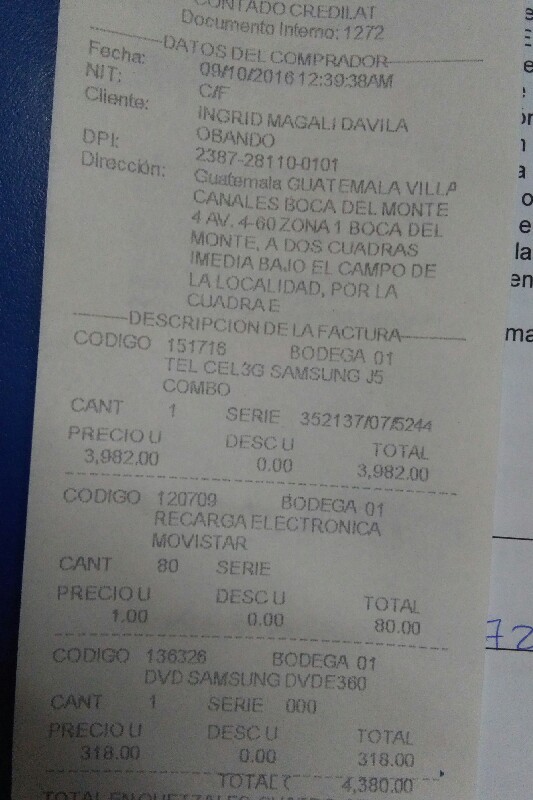 CONTADO CREDILAT
Documento Interno: 1272
DATOS DEL COMPRADOR
Fecha: 09/10/2016 12:39:38AM
NIT: C/F
Cliente: INGRID MAGALI DAVILA
OBANDO
DPI: 2387-28110-0101
Dirección: Guatemala GUATEMALA VILLA
CANALES BOCA DEL MONTE
4 AV. 4-60 ZONA 1 BOCA DEL
MONTE, A DOS CUADRAS
IMEDIA BAJO EL CAMPO DE
LA LOCALIDAD, POR LA
CUADRA E
DESCRIPCION DE LA FACTURA
CODIGO 151718 BODEGA 01
TEL CEL3G SAMSUNG J5
COMBO
CANT 1 SERIE 352137/07/5244
PRECIO U DESC U TOTAL
3,982.00 0.00 3,982.00
CODIGO 120709 BODEGA 01
RECARGA ELECTRONICA
MOVISTAR
CANT 80 SERIE
PRECIO U DESC U TOTAL
1.00 0.00 80.00
CODIGO 136326 BODEGA 01
DVD SAMSUNG DVDE360
CANT 1 SERIE 000
PRECIO U DESC U TOTAL
318.00 0.00 318.00
TOTAL 4,380.00
TOTAL EN QUETZALES
72